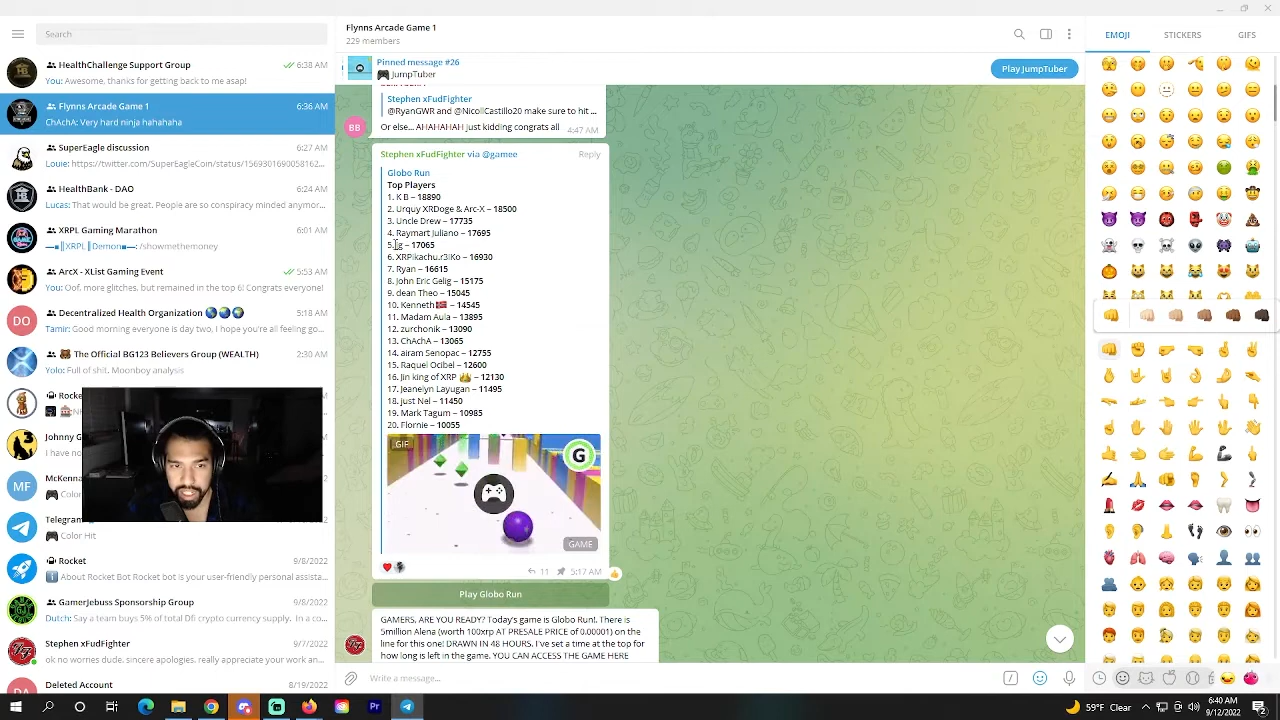 Search
HealthChallenge Support Group
6:38 AM
You: Awesome, thanks for getting back to me asap!
Flynns Arcade Game 1
6:36 AM
ChAchA: Very hard ninja hahahaha
SuperEagle discussion
6:27 AM
Louie: https://twitter.com/SuperEagleCoin/status/1569301690058162...
HealthBank - DAO
6:24 AM
Lucas: That would be great. People are so conspiracy minded anymor...
XRPL Gaming Marathon
6:01 AM
XRPL Demon: /showmethemoney
ArcX - XList Gaming Event
5:53 AM
You: Oof. more glitches, but remained in the top 6! Congrats everyone!
DO
Decentralized Health Organization 🌎🌎🌎
5:18 AM
Tamir: Good morning everyone is day two, I hope you're all feeling go...
🐻 The Official BG123 Believers Group (WEALTH)
2:30 AM
Yolo: Full of shit. Moonboy analysis
Rocke
Johnny G
I have no
MF
McKenna
🎮 Color
Telegram
🎮 Color Hit
Rocket
9/8/2022
About Rocket Bot Rocket bot is your user-friendly personal assista...
GamerJebuss Sponsorship Group
9/8/2022
Dutch: Say a team buys 5% of total Dfi crypto currency supply. In a co...
Stephen xFudFighter
9/7/2022
ok no worries dude. sincere apologies. really appreciate your work an...
DA
Deleted Account
8/19/2022
Flynns Arcade Game 1
229 members
Pinned message #26
🎮 JumpTuber
Play JumpTuber
Stephen xFudFighter
@RyanGWR and @NicollCastillo20 make sure to hit ...
BB
Or else... AHAHAHAH just kidding congrats all
4:47 AM
Stephen xFudFighter via @gamee
Reply
Globo Run
Top Players
1. K B – 18890
2. Urquy XRDoge & Arc-X – 18500
3. Uncle Drew – 17735
4. Raymart Juliano – 17695
5. Jg – 17065
6. XRPikachu.r3iKo – 16930
7. Ryan – 16615
8. John Eric Gelig – 15175
9. dean Theo – 15045
10. Kenneth🇳🇴 – 14545
11. Madam Aula – 13895
12. zurchonik – 13090
13. ChAchA – 13065
14. airam Senopac – 12755
15. Raquel Ocibel – 12600
16. Jin king of XRP 👑 – 12130
17. Jeanelyn Layugan – 11495
18. just Nel – 11450
19. Mark Tagum – 10985
20. Flornie – 10055
GIF
G
GAME
11
5:17 AM
Play Globo Run
GAMERS, ARE YOU READY? Today's game is Globo Run!. There is
5million Alena (worth 100xrp AT PRESALE PRICE of 0.00001) on the
line for this one! DRAWN IN 48 HOURS. I've set a time at the top for
how long is left in the game. YOU CAN ACCESS THE GAME HERE
Write a message...
EMOJI
STICKERS
GIFS
Pr
59°F Clear
6:40 AM
9/12/2022